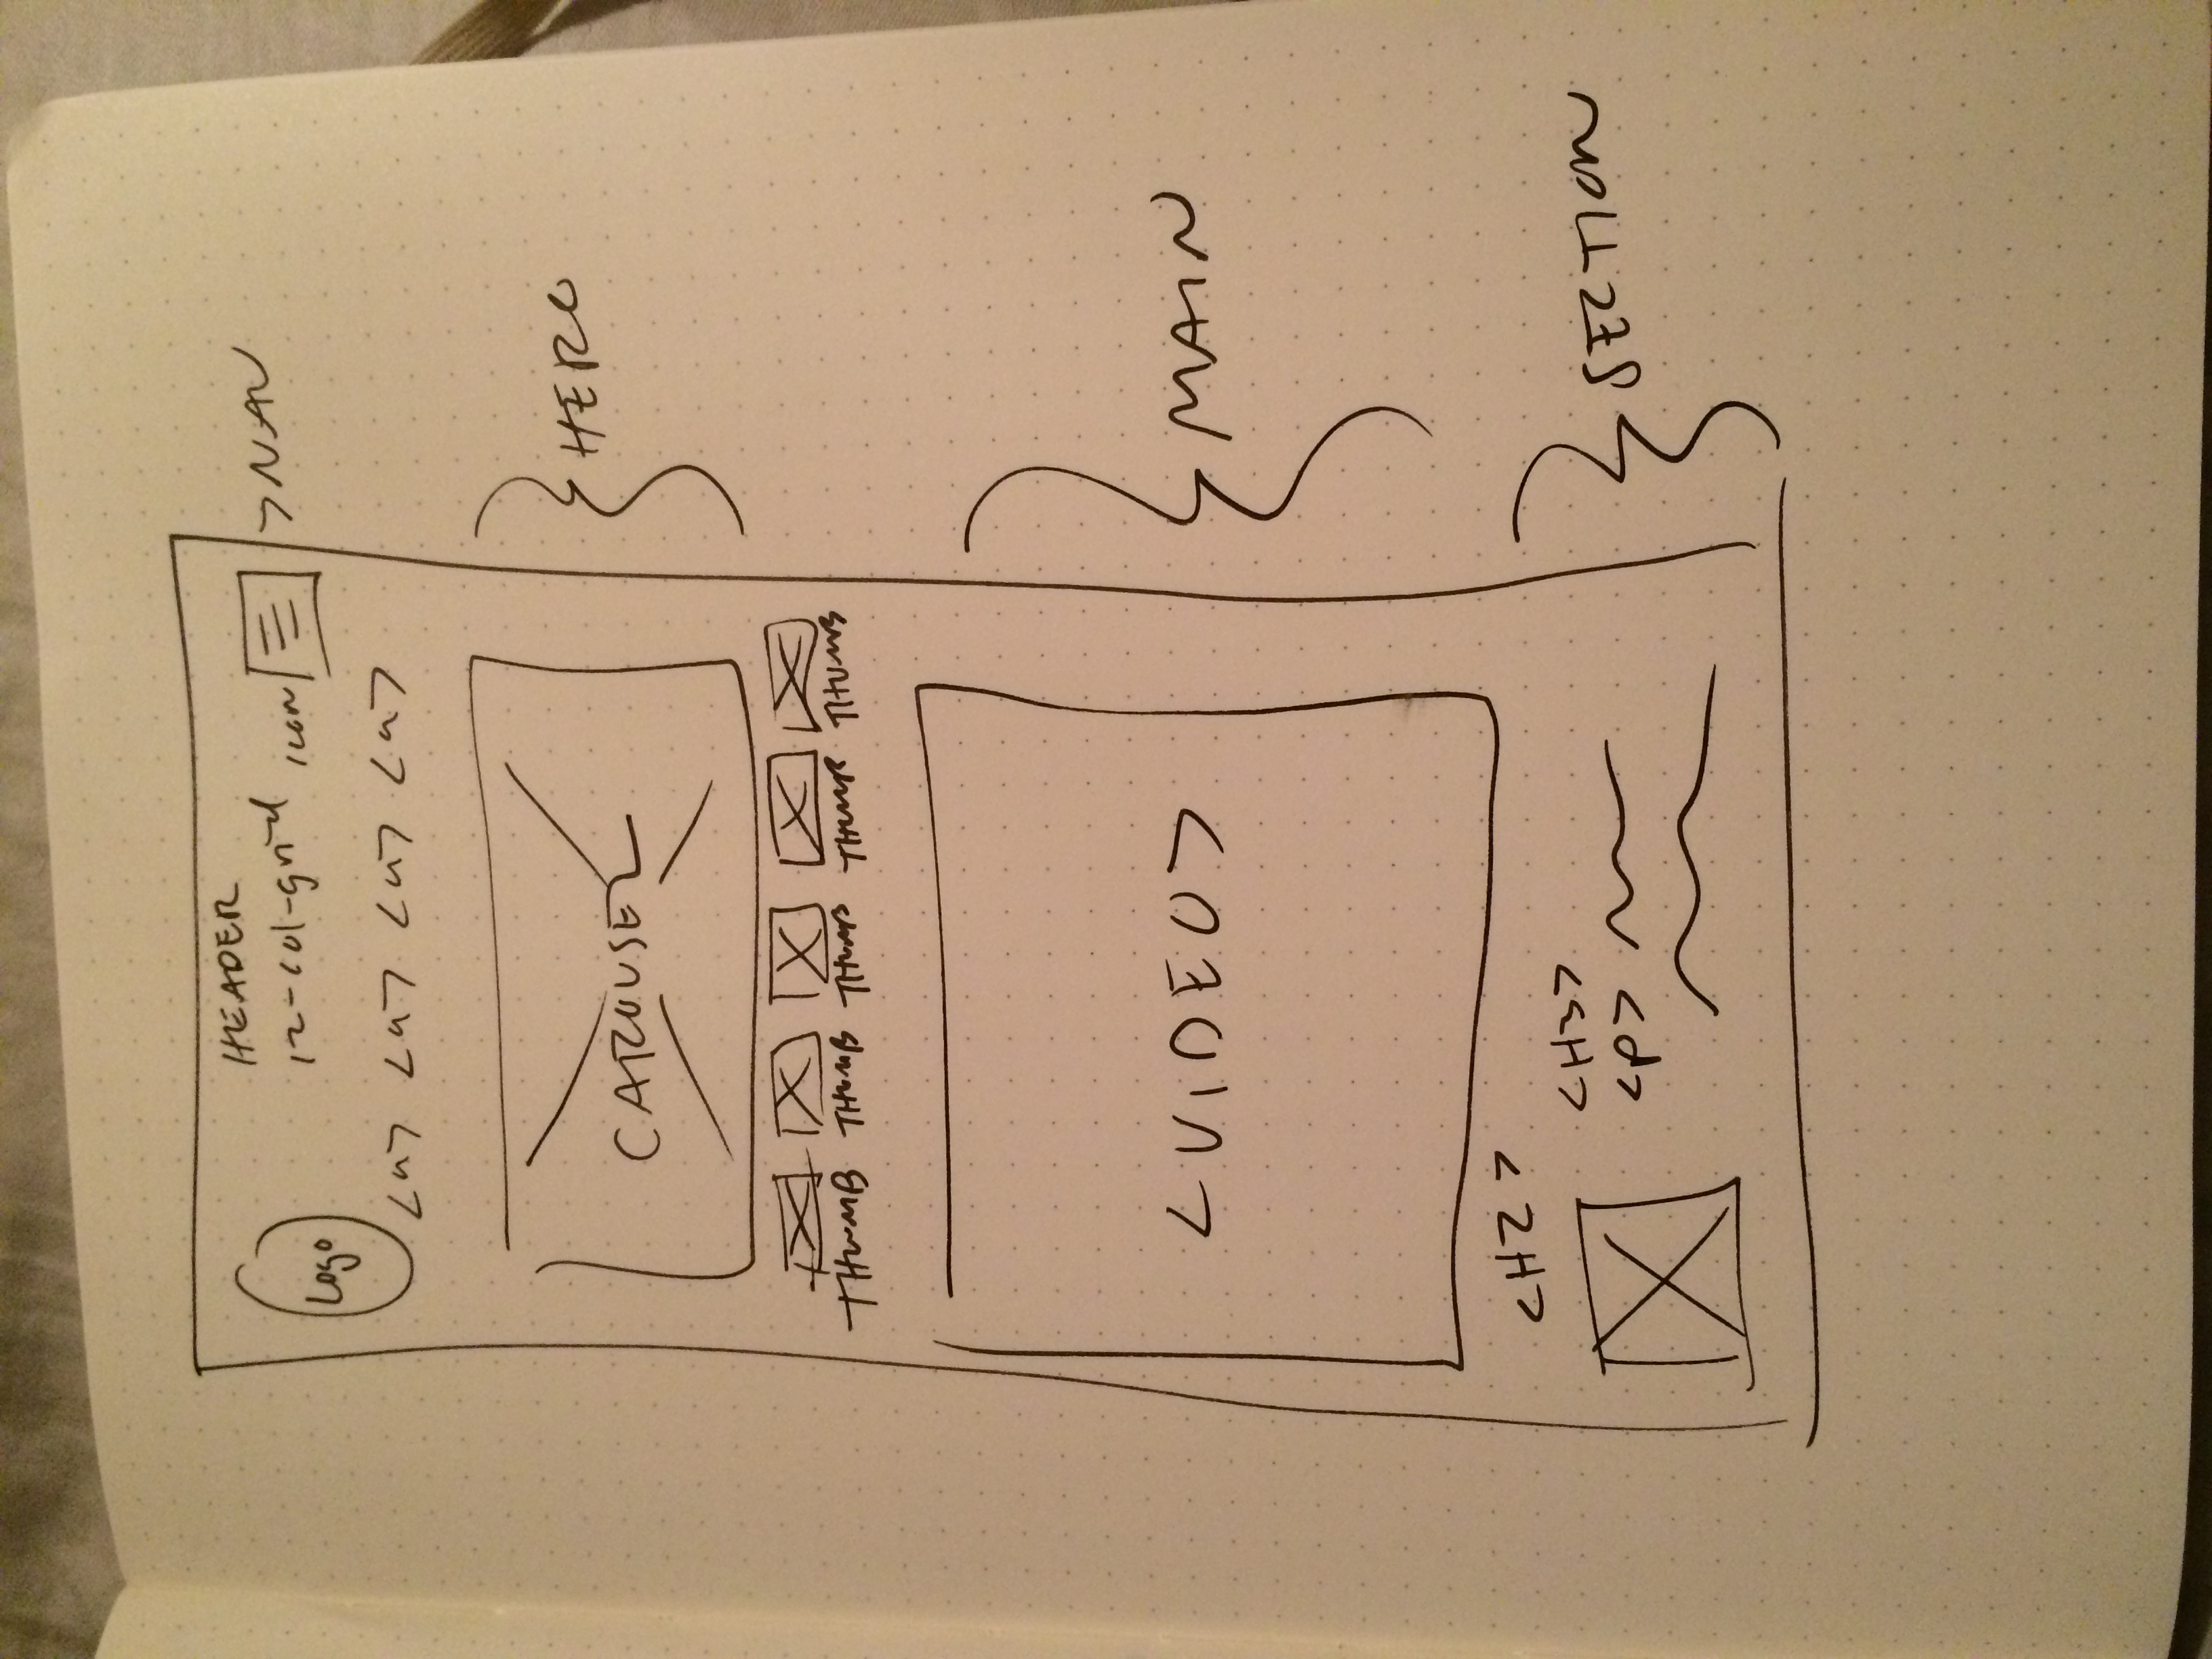 HEADER
12-col-grid
icon
> NAV
Logo
<a> <a> <a> <a>
CAROUSEL
HERO
THUMB THUMB THUMB THUMB THUMB
<VIDEO>
MAIN
<H2>
<H3>
<p>
SECTION